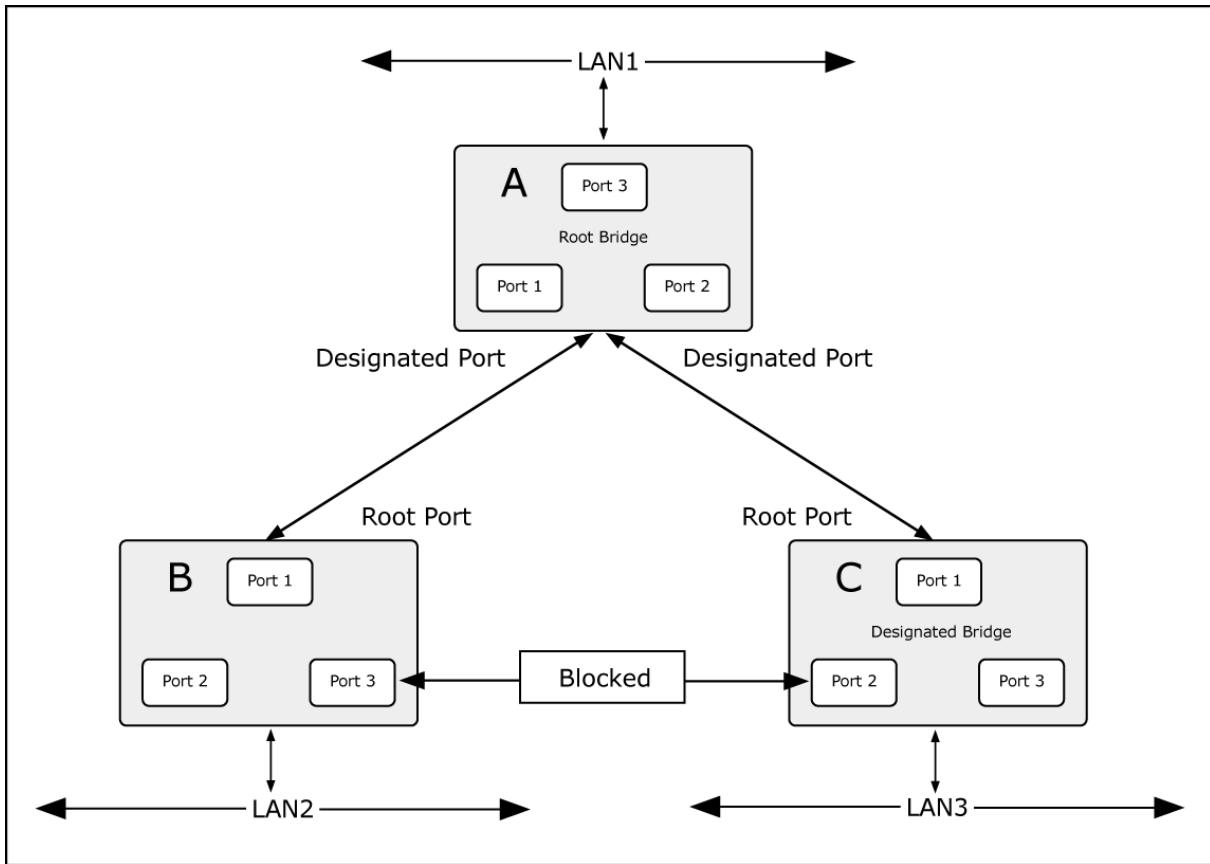 LAN1
A
Port 3
Root Bridge
Port 1
Port 2
Designated Port
Designated Port
Root Port
Root Port
B
Port 1
Port 2
Port 3
Blocked
C
Port 1
Designated Bridge
Port 2
Port 3
LAN2
LAN3